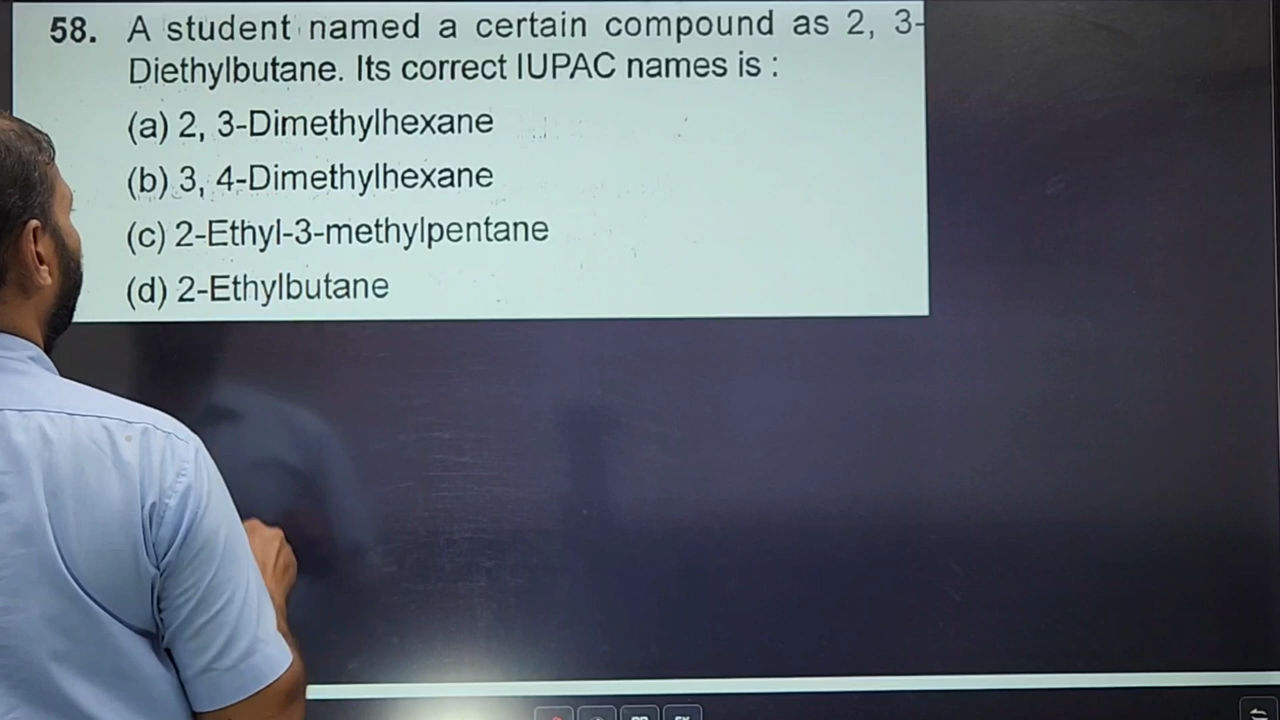 58. A student named a certain compound as 2, 3-
Diethylbutane. Its correct IUPAC names is :
(a) 2, 3-Dimethylhexane
(b) 3, 4-Dimethylhexane
(c) 2-Ethyl-3-methylpentane
(d) 2-Ethylbutane